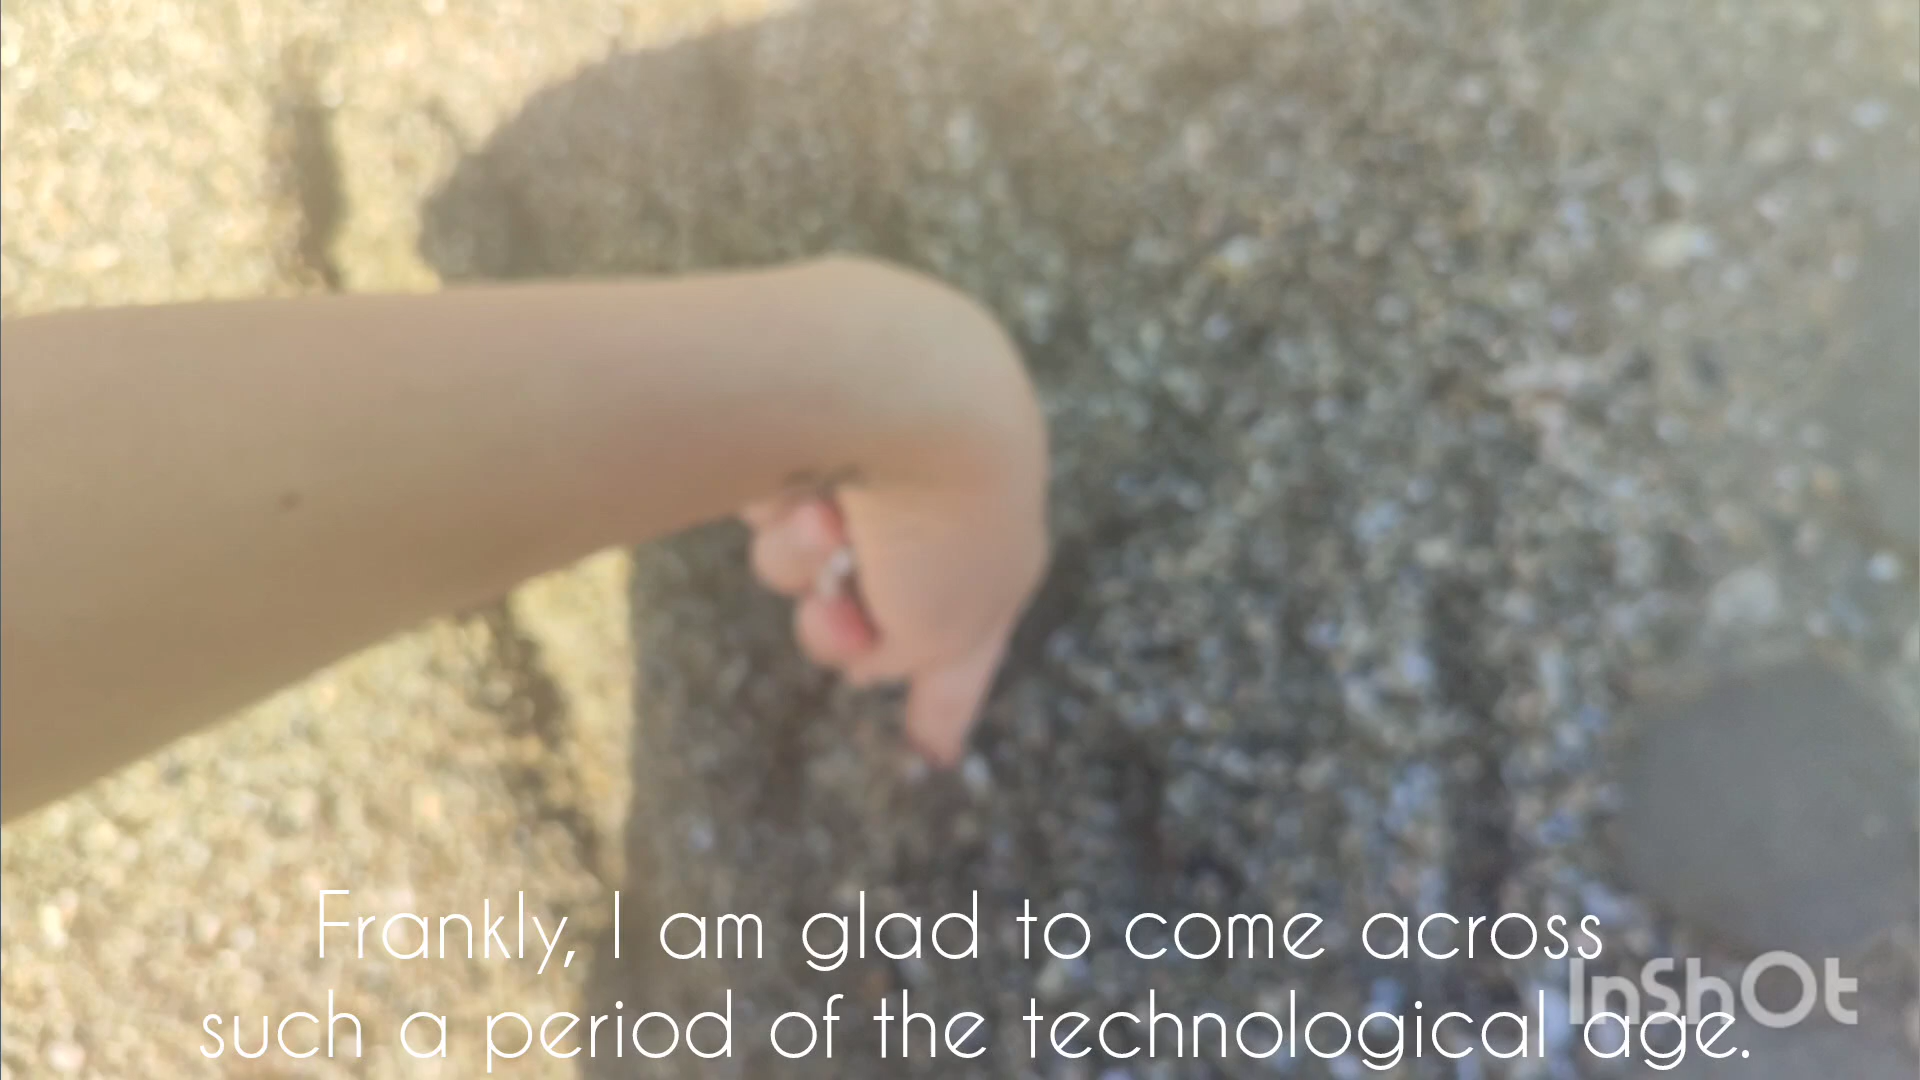 Frankly, I am glad to come across
such a period of the technological age.
InShOt